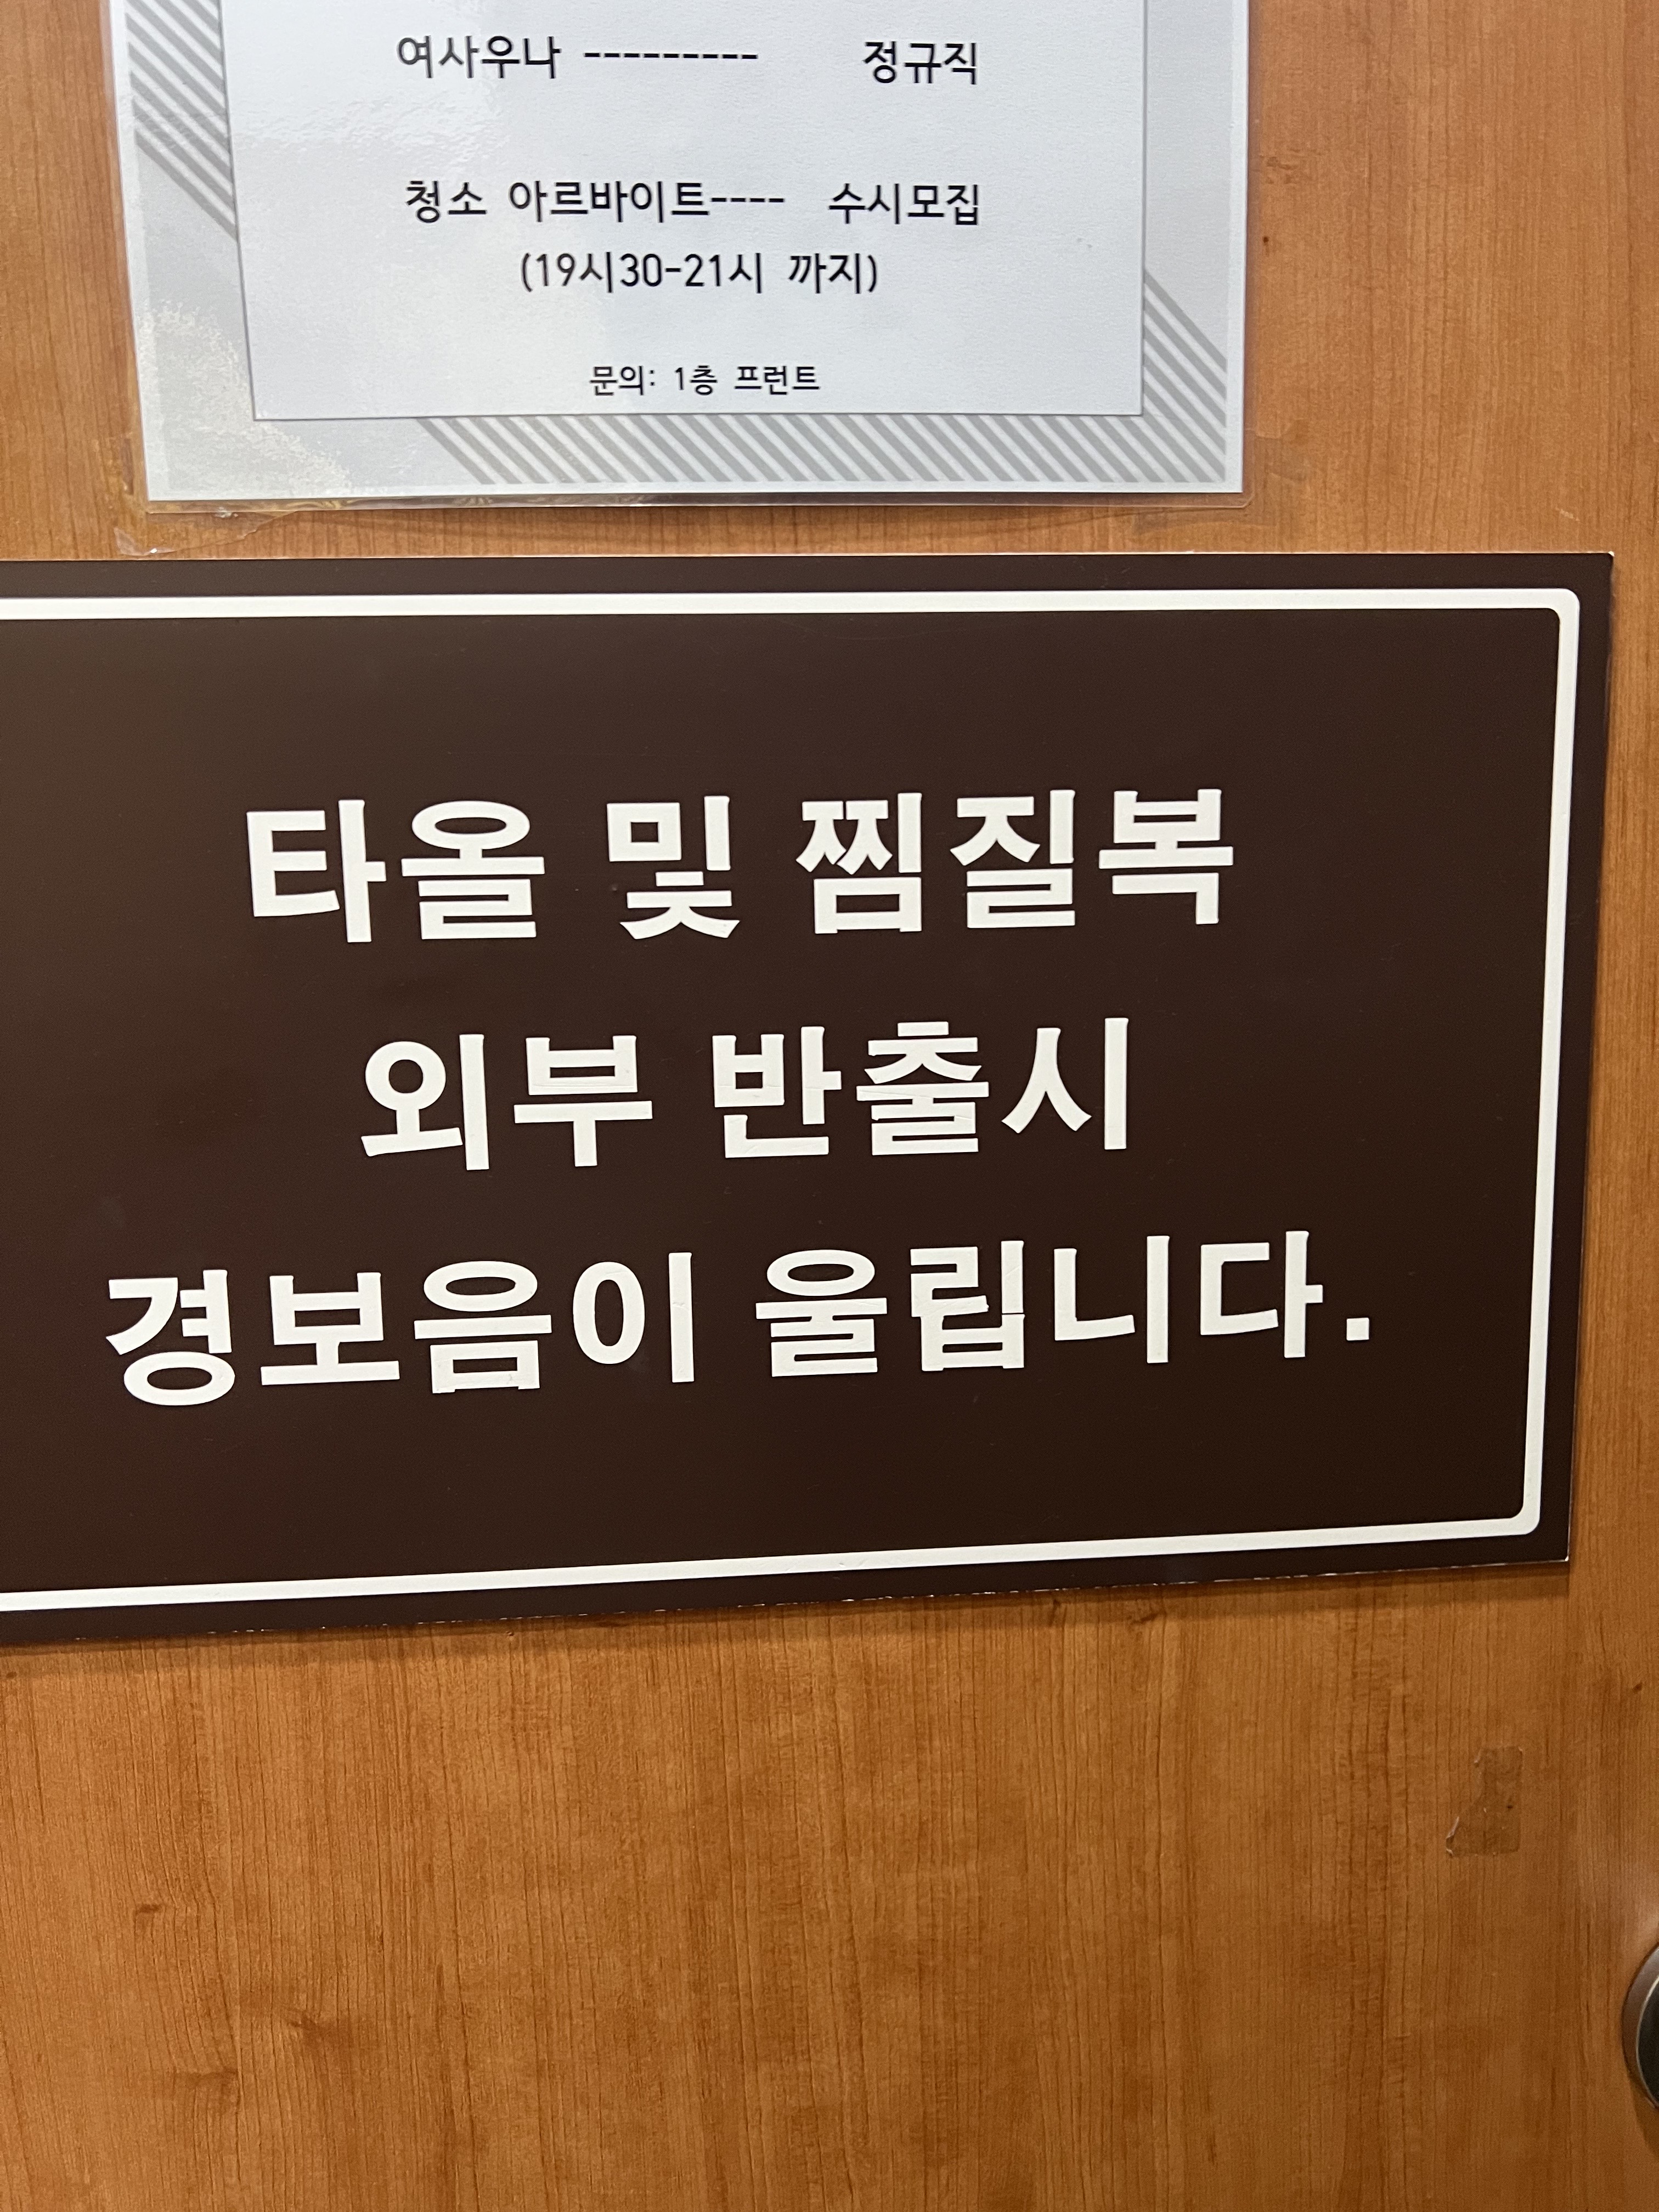 여사우나 --------- 정규직
청소 아르바이트---- 수시모집
(19시30-21시 까지)
문의: 1층 프런트
타올 및 찜질복
외부 반출시
경보음이 울립니다.